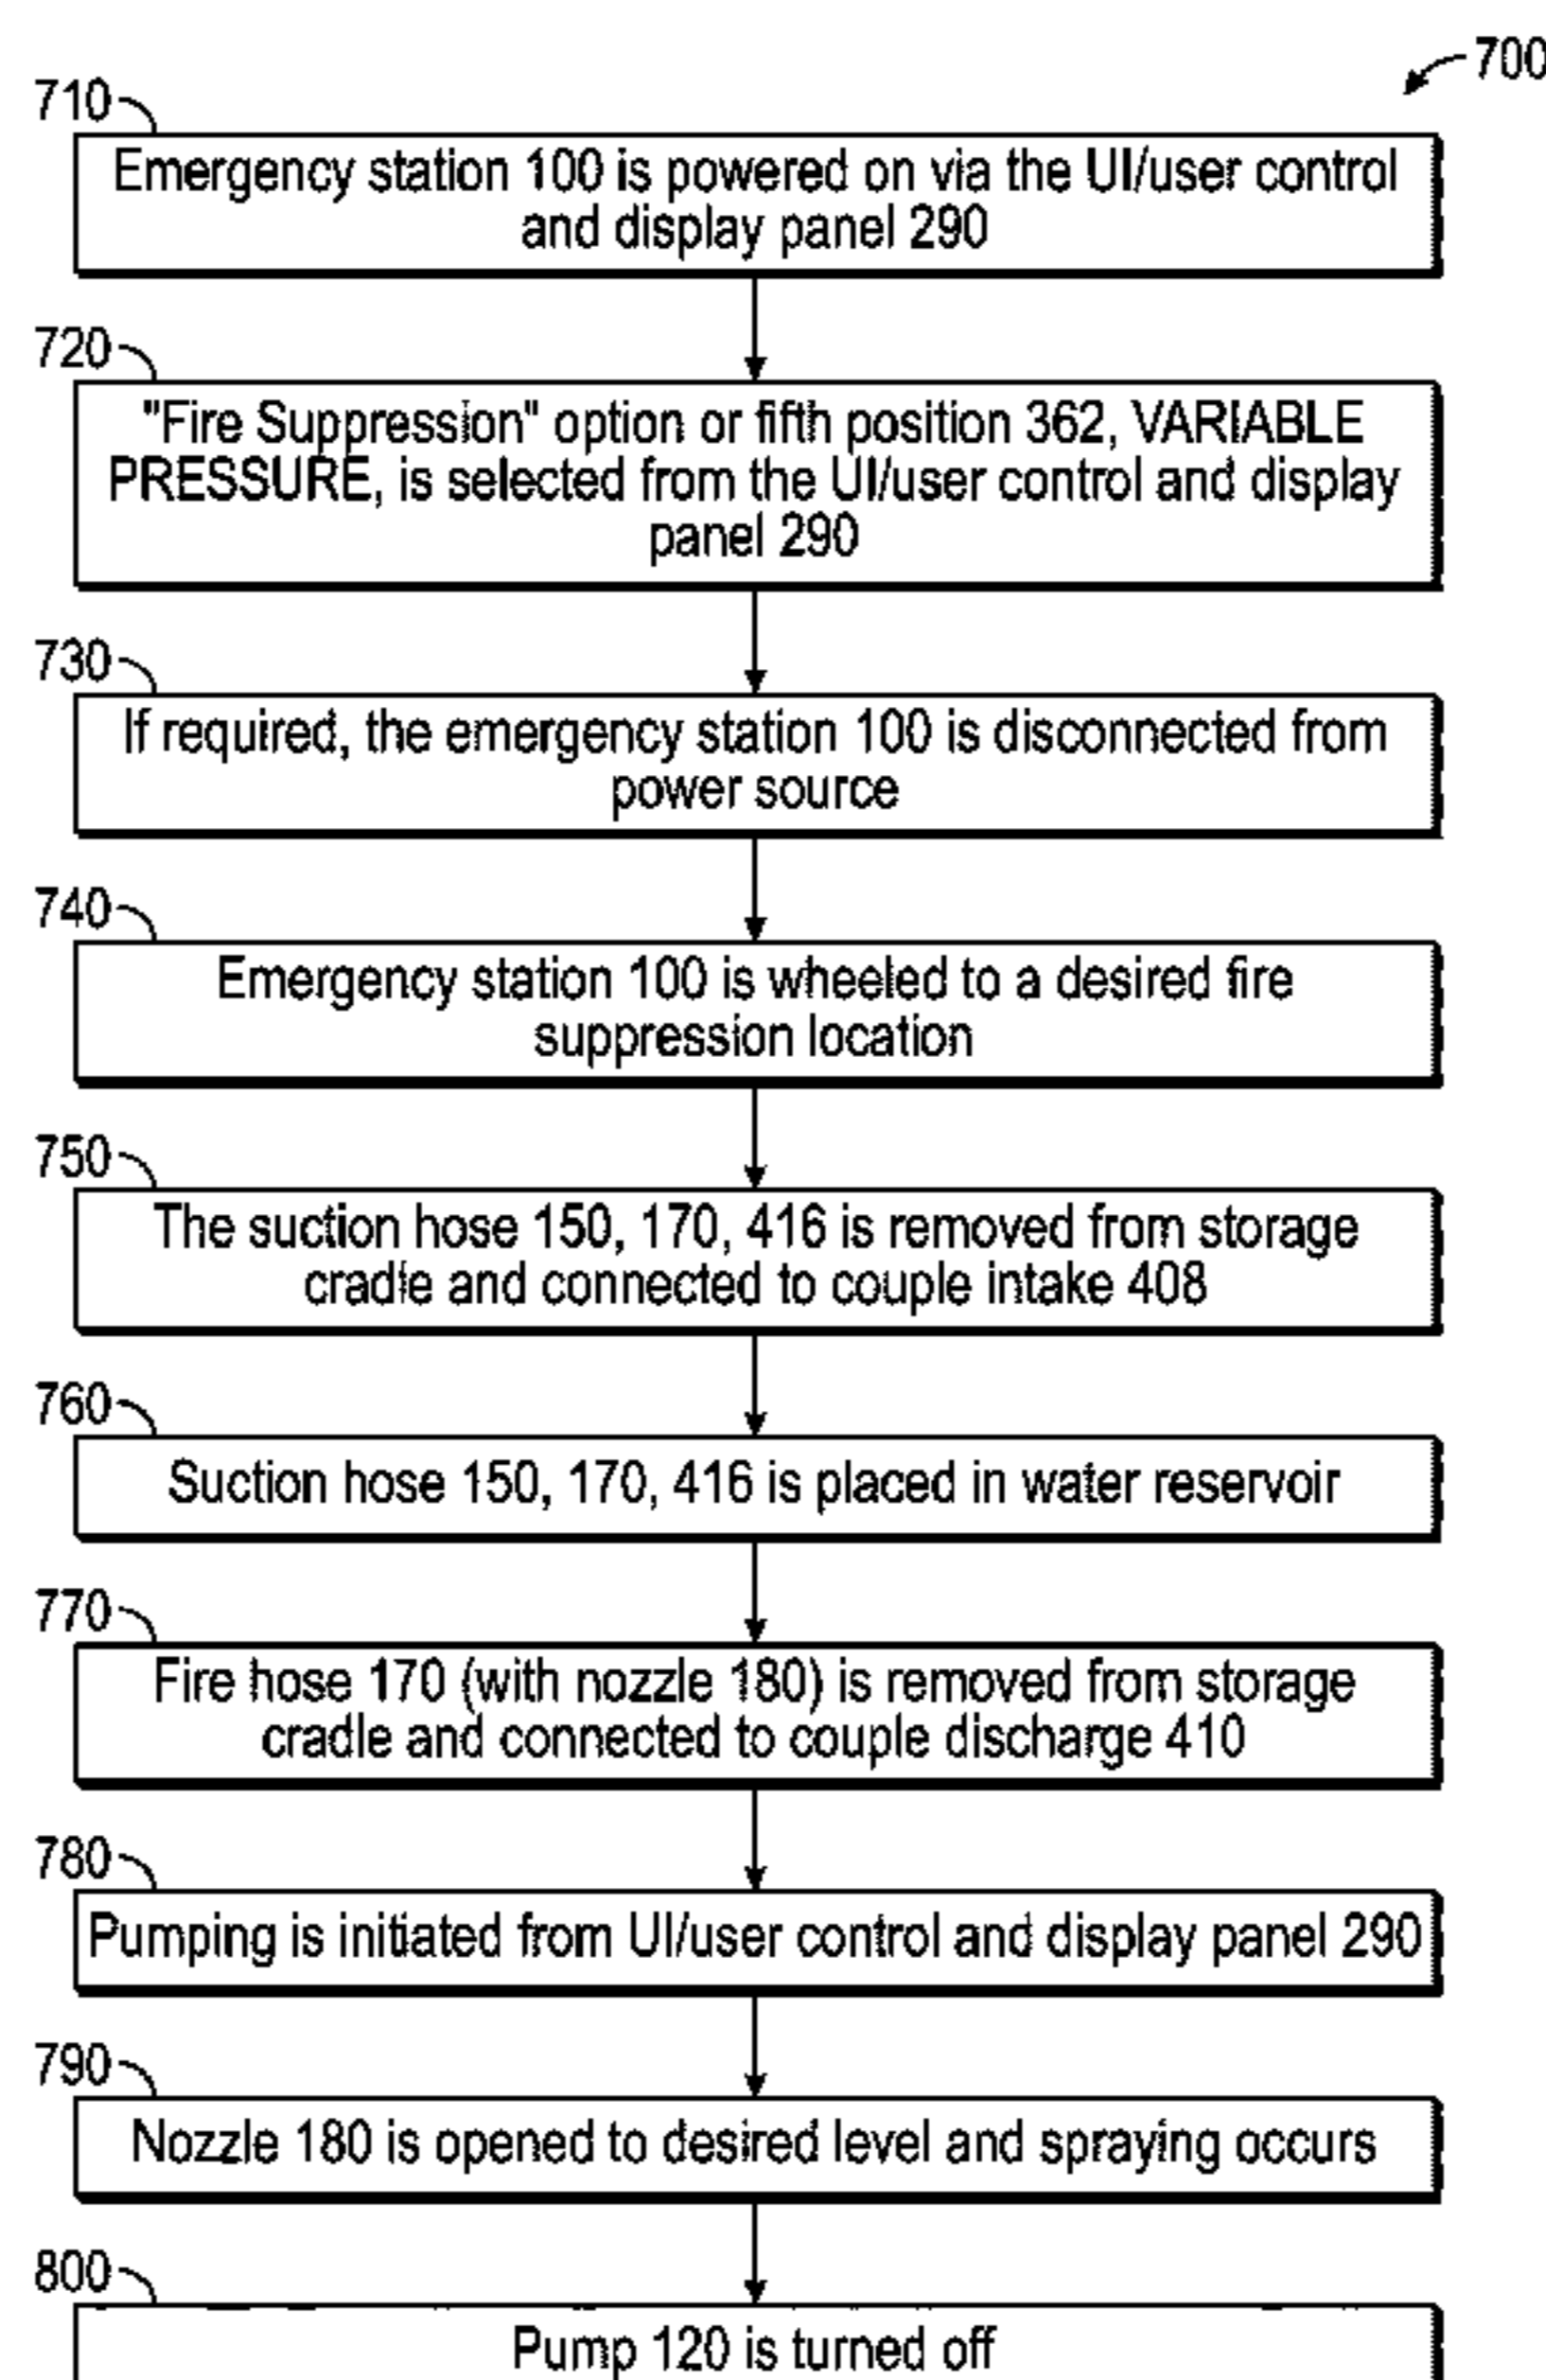 700
710
Emergency station 100 is powered on via the UI/user control
and display panel 290
720
"Fire Suppression" option or fifth position 362, VARIABLE
PRESSURE, is selected from the UI/user control and display
panel 290
730
If required, the emergency station 100 is disconnected from
power source
740
Emergency station 100 is wheeled to a desired fire
suppression location
750
The suction hose 150, 170, 416 is removed from storage
cradle and connected to couple intake 408
760
Suction hose 150, 170, 416 is placed in water reservoir
770
Fire hose 170 (with nozzle 180) is removed from storage
cradle and connected to couple discharge 410
780
Pumping is initiated from UI/user control and display panel 290
790
Nozzle 180 is opened to desired level and spraying occurs
800
Pump 120 is turned off